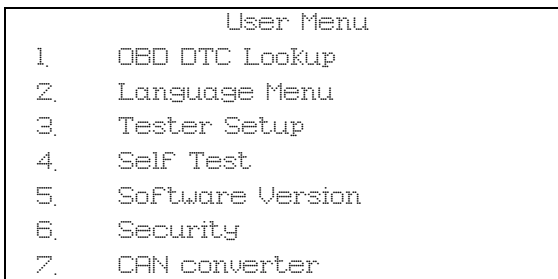 User Menu
1. OBD DTC Lookup
2. Language Menu
3. Tester Setup
4. Self Test
5. Software Version
6. Security
7. CAN converter